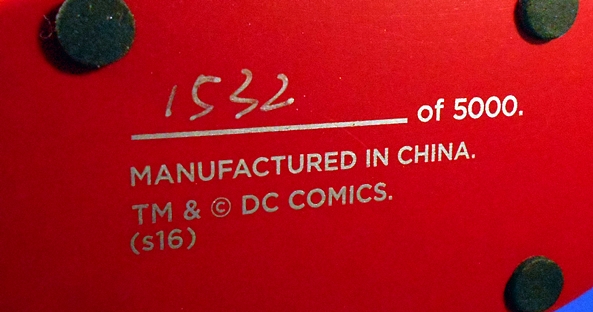 1532 of 5000.
MANUFACTURED IN CHINA.
TM & © DC COMICS.
(s16)